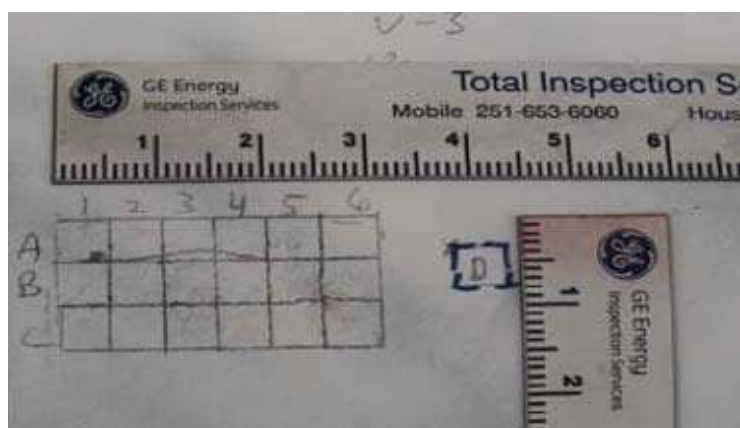 V-3
GE Energy
Inspection Services
Total Inspection S
Mobile 251-653-6060 Hous
1 2 3 4 5 6
1 2 3 4 5 6
A
B
C
D
GE Energy
Inspection Services
1
2